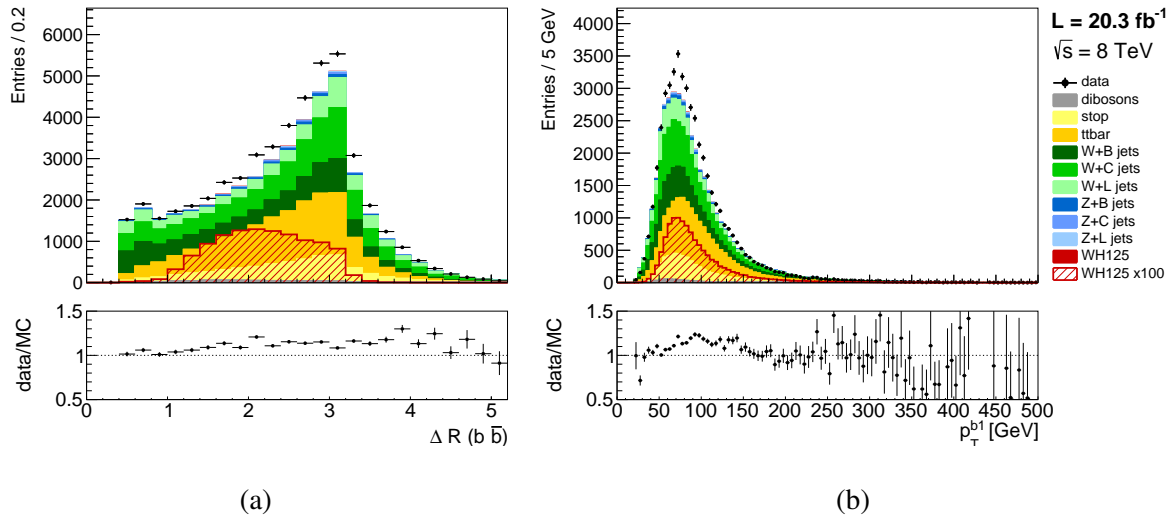 Entries / 0.2
6000
5000
4000
3000
2000
1000
0
data/MC
1.5
1
0.5
0 1 2 3 4 5
Δ R (b b̅)
(a)
Entries / 5 GeV
4000
3500
3000
2500
2000
1500
1000
500
0
data/MC
1.5
1
0.5
0 50 100 150 200 250 300 350 400 450 500
p_T^b1 [GeV]
(b)
L = 20.3 fb⁻¹
√s = 8 TeV
data
dibosons
stop
ttbar
W+B jets
W+C jets
W+L jets
Z+B jets
Z+C jets
Z+L jets
WH125
WH125 x100